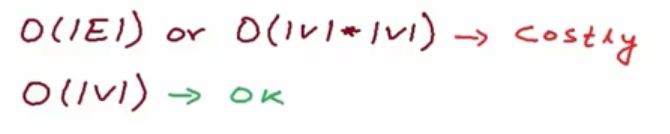 O(|E|) or O(|V|*|V|) → costly
O(|V|) → OK